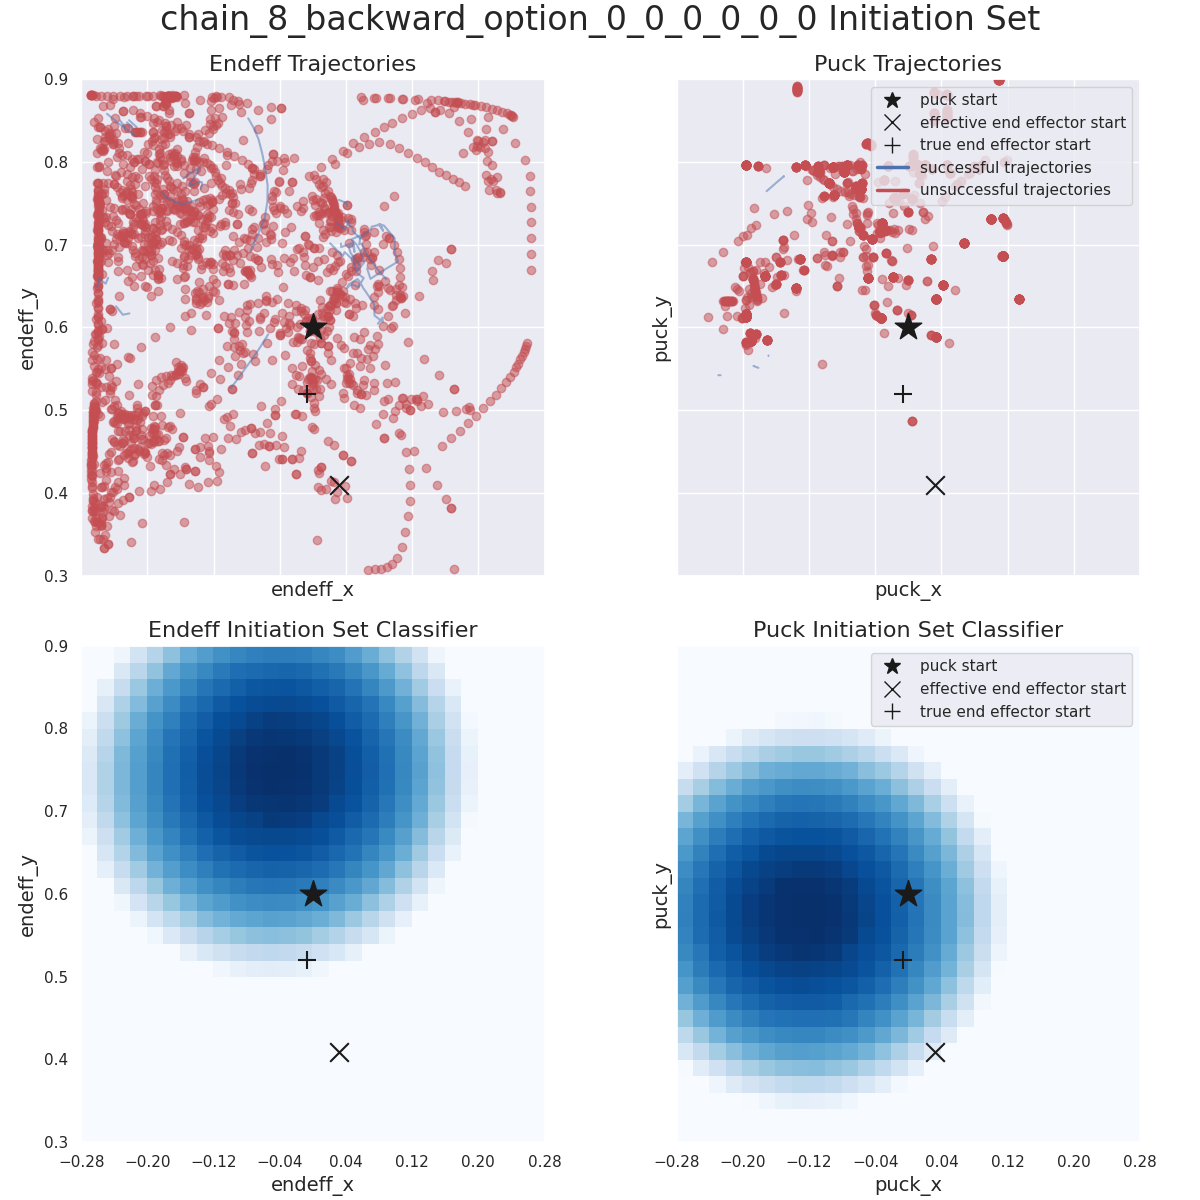 chain_8_backward_option_0_0_0_0_0_0 Initiation Set
Endeff Trajectories
0.9
0.8
0.7
0.6
0.5
0.4
0.3
endeff_y
endeff_x
Puck Trajectories
puck start
effective end effector start
true end effector start
successful trajectories
unsuccessful trajectories
puck_y
puck_x
Endeff Initiation Set Classifier
0.9
0.8
0.7
0.6
0.5
0.4
0.3
endeff_y
−0.28 −0.20 −0.12 −0.04 0.04 0.12 0.20 0.28
endeff_x
Puck Initiation Set Classifier
puck start
effective end effector start
true end effector start
puck_y
−0.28 −0.20 −0.12 −0.04 0.04 0.12 0.20 0.28
puck_x